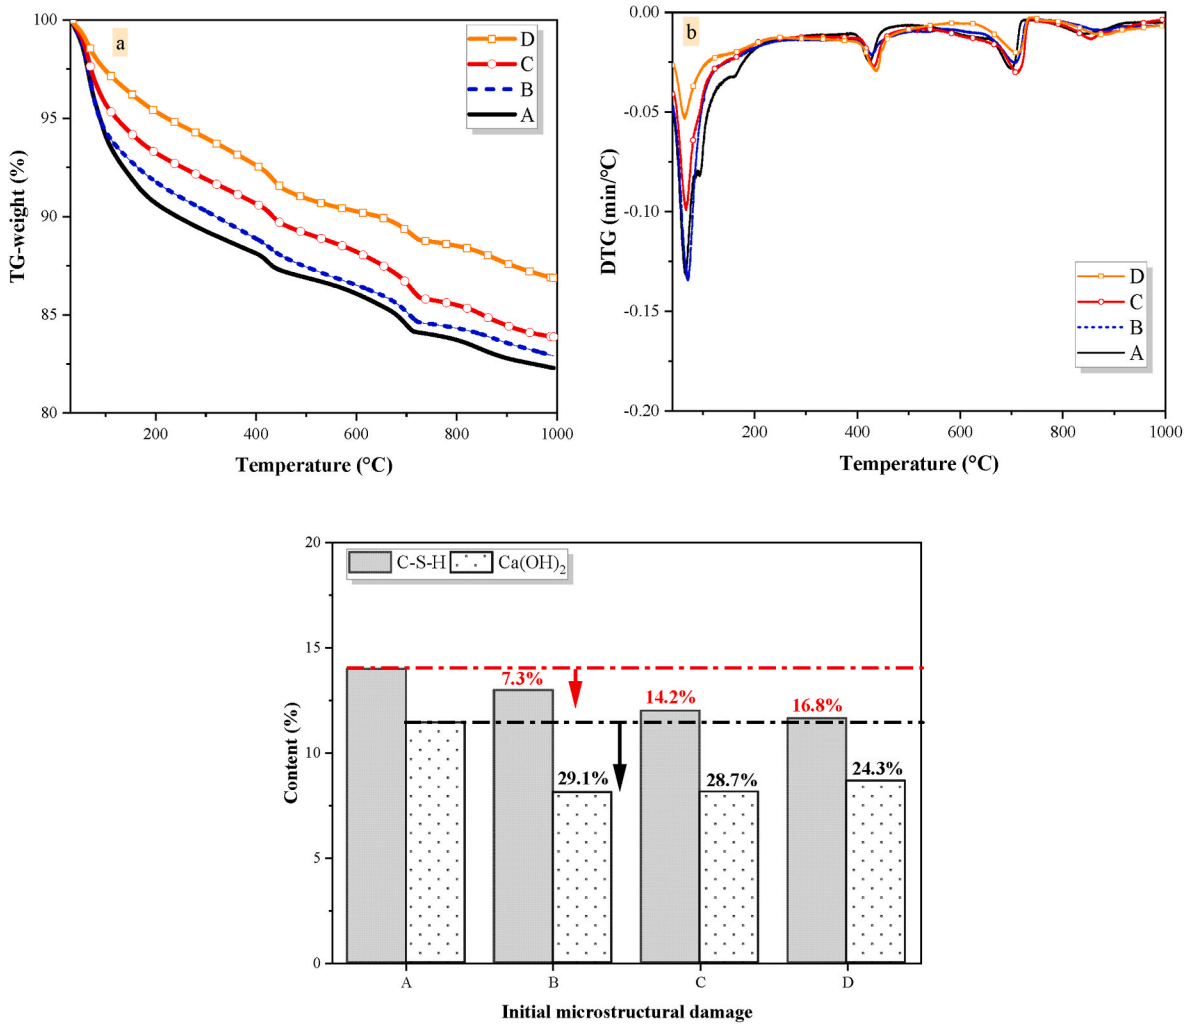 a
D
C
B
A
100
95
90
85
80
TG-weight (%)
200
400
600
800
1000
Temperature (°C)
b
0.00
-0.05
-0.10
-0.15
-0.20
DTG (min/°C)
D
C
B
A
200
400
600
800
1000
Temperature (°C)
C-S-H
Ca(OH)₂
20
15
10
5
0
Content (%)
7.3%
14.2%
16.8%
29.1%
28.7%
24.3%
A
B
C
D
Initial microstructural damage